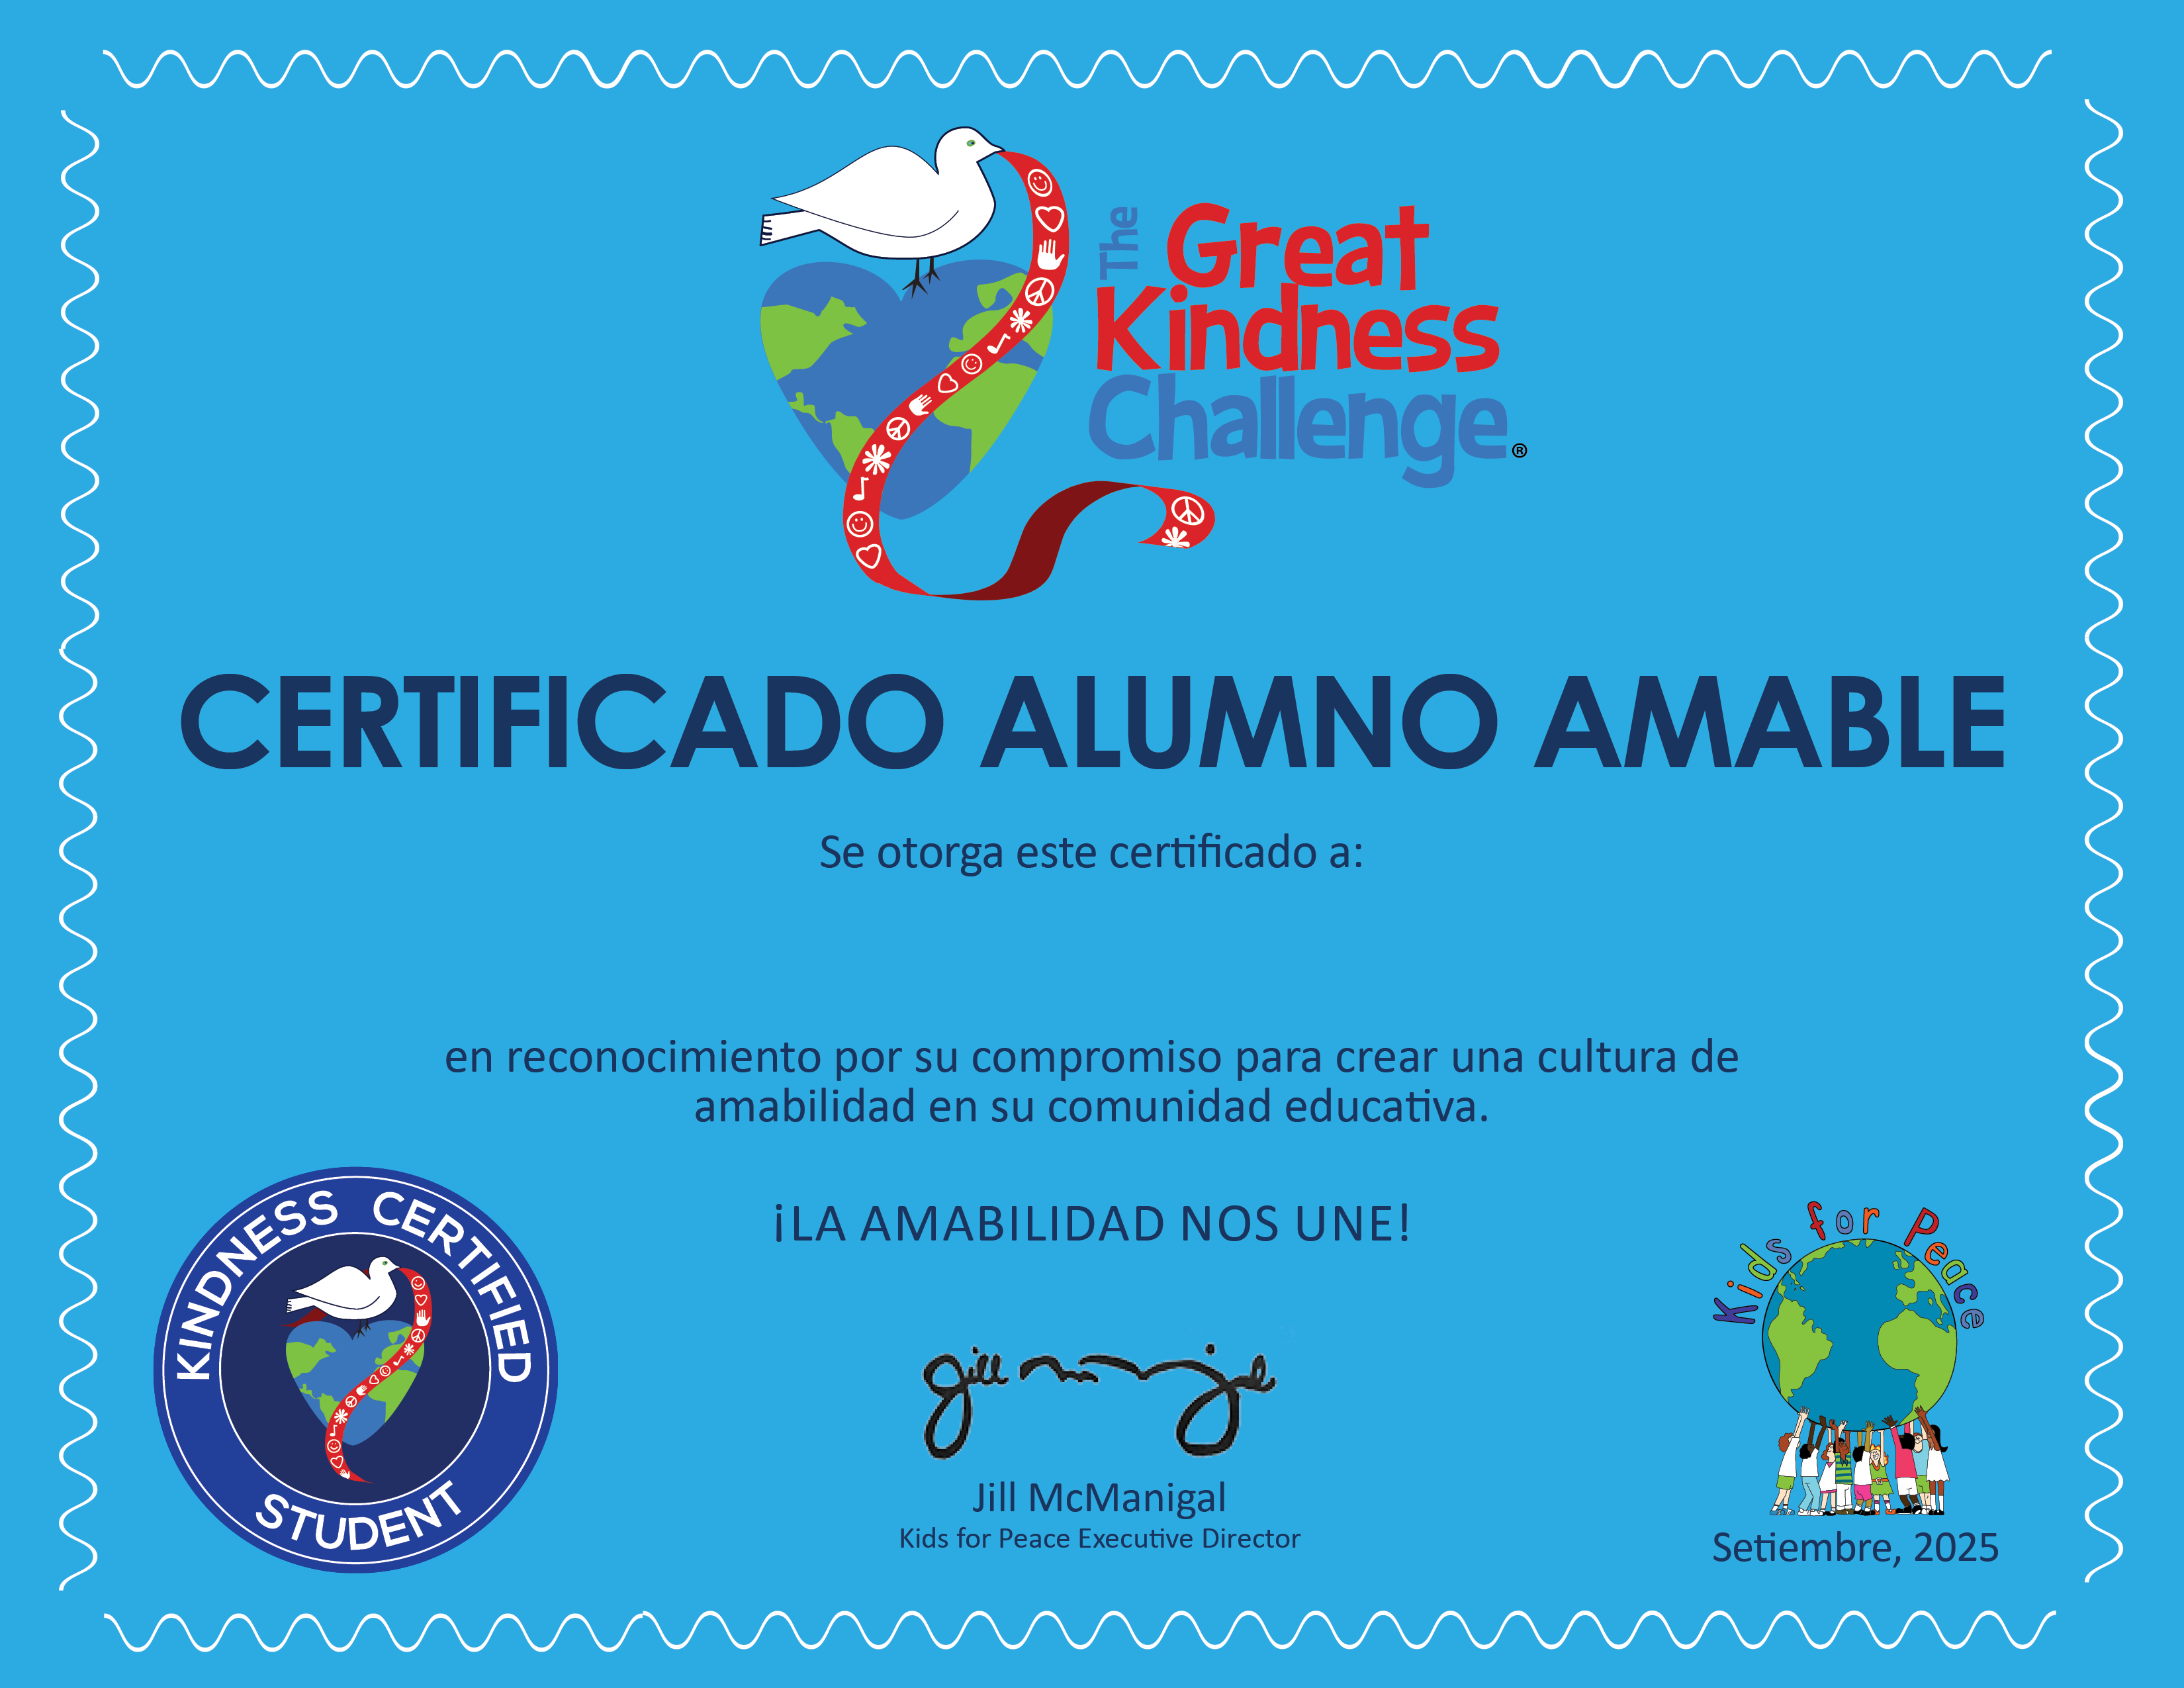 The Great
Kindness
Challenge®
CERTIFICADO ALUMNO AMABLE
Se otorga este certificado a:
en reconocimiento por su compromiso para crear una cultura de
amabilidad en su comunidad educativa.
¡LA AMABILIDAD NOS UNE!
KINDNESS CERTIFIED
STUDENT
Jill McManigal
Kids for Peace Executive Director
Kids for Peace
Setiembre, 2025